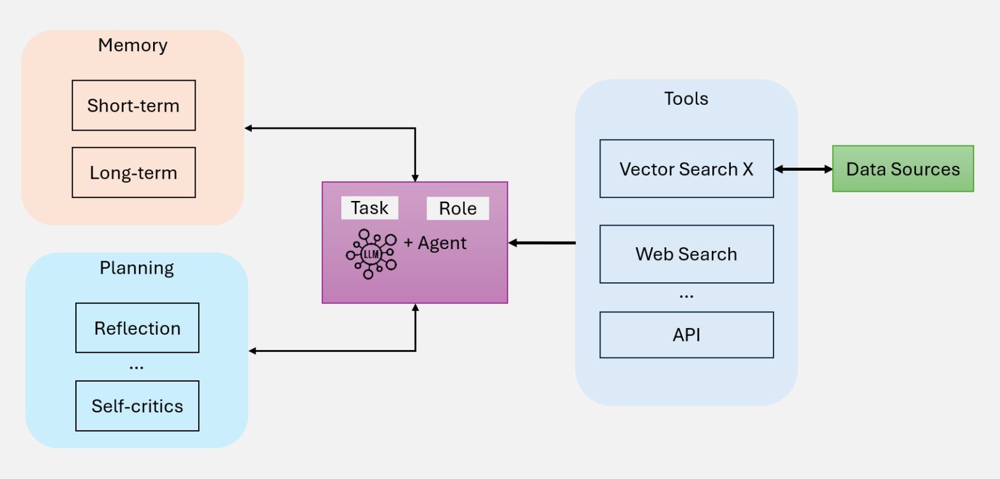 Memory
Short-term
Long-term
Planning
Reflection
...
Self-critics
Task
Role
LLM
+ Agent
Tools
Vector Search X
Web Search
...
API
Data Sources